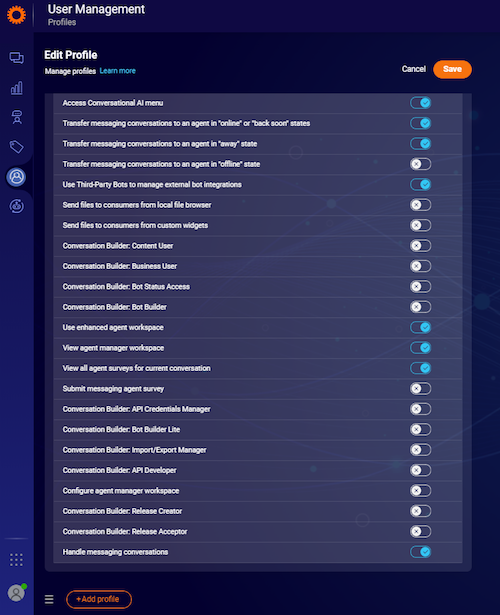 User Management
Profiles
Edit Profile
Manage profiles Learn more
Cancel
Save
Access Conversational AI menu
Transfer messaging conversations to an agent in "online" or "back soon" states
Transfer messaging conversations to an agent in "away" state
Transfer messaging conversations to an agent in "offline" state
Use Third-Party Bots to manage external bot integrations
Send files to consumers from local file browser
Send files to consumers from custom widgets
Conversation Builder: Content User
Conversation Builder: Business User
Conversation Builder: Bot Status Access
Conversation Builder: Bot Builder
Use enhanced agent workspace
View agent manager workspace
View all agent surveys for current conversation
Submit messaging agent survey
Conversation Builder: API Credentials Manager
Conversation Builder: Bot Builder Lite
Conversation Builder: Import/Export Manager
Conversation Builder: API Developer
Configure agent manager workspace
Conversation Builder: Release Creator
Conversation Builder: Release Acceptor
Handle messaging conversations
+Add profile